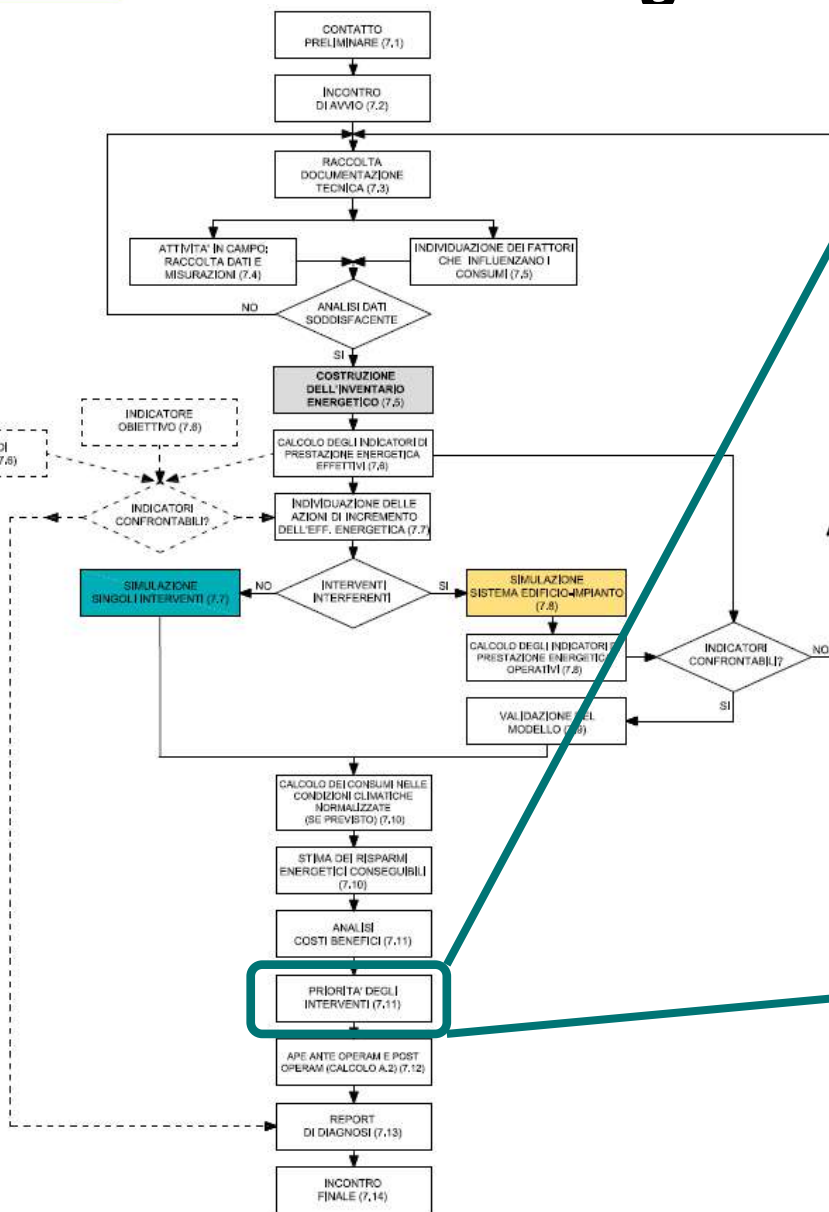 CONTATTO
PRELIMINARE (7.1)
INCONTRO
DI AVVIO (7.2)
RACCOLTA
DOCUMENTAZIONE
TECNICA (7.3)
ATTIVITA' IN CAMPO:
RACCOLTA DATI E
MISURAZIONI (7.4)
INDIVIDUAZIONE DEI FATTORI
CHE INFLUENZANO I
CONSUMI (7.5)
NO
ANALISI DATI
SODDISFACENTE
SI
COSTRUZIONE
DELL'INVENTARIO
ENERGETICO (7.5)
INDICATORE
OBIETTIVO (7.6)
DI
7.6)
CALCOLO DEGLI INDICATORI DI
PRESTAZIONE ENERGETICA
EFFETTIVI (7.6)
INDICATORI
CONFRONTABILI?
INDIVIDUAZIONE DELLE
AZIONI DI INCREMENTO
DELL'EFF. ENERGETICA (7.7)
SIMULAZIONE
SINGOLI INTERVENTI (7.7)
NO
INTERVENTI
INTERFERENTI
SI
SIMULAZIONE
SISTEMA EDIFICIO-IMPIANTO
(7.8)
CALCOLO DEGLI INDICATORI
PRESTAZIONE ENERGETIC
OPERATIVI (7.8)
INDICATORI
CONFRONTABILI?
NO
SI
VALIDAZIONE
MODELLO
CALCOLO DEI CONSUMI NELLE
CONDIZIONI CLIMATICHE
NORMALIZZATE
(SE PREVISTO) (7.10)
STIMA DEI RISPARMI
ENERGETICI CONSEGUIBILI
(7.10)
ANALISI
COSTI BENEFICI (7.11)
PRIORITA' DEGLI
INTERVENTI (7.11)
APE ANTE OPERAM E POST
OPERAM (CALCOLO A.2) (7.12)
REPORT
DI DIAGNOSI (7.13)
INCONTRO
FINALE (7.14)